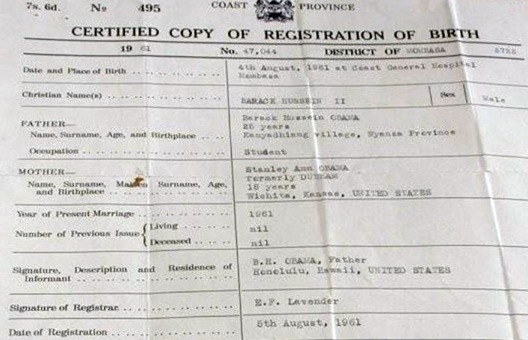 7s. 6d. No 495 COAST PROVINCE
CERTIFIED COPY OF REGISTRATION OF BIRTH
1961 No. 47,044 DISTRICT OF MOMBASA
Date and Place of Birth 4th August, 1961 at Coast General Hospital
Mombasa
Christian Name(s) BARACK HUSSEIN II Sex Male
FATHER— Barack Hussein OBAMA
26 years
Name, Surname, Age, and Birthplace Kanyadhiang village, Nyanza Province
Occupation Student
MOTHER— Stanley Ann OBAMA
formerly DUNHAM
Name, Surname, Maiden Surname, Age, 18 years
and Birthplace Wichita, Kansas, UNITED STATES
Year of Present Marriage 1961
Number of Previous Issue { Living nil
Deceased nil
Signature, Description and Residence of B.H. OBAMA, Father
Informant Honolulu, Hawaii, UNITED STATES
Signature of Registrar E.F. Lavender
Date of Registration 5th August, 1961